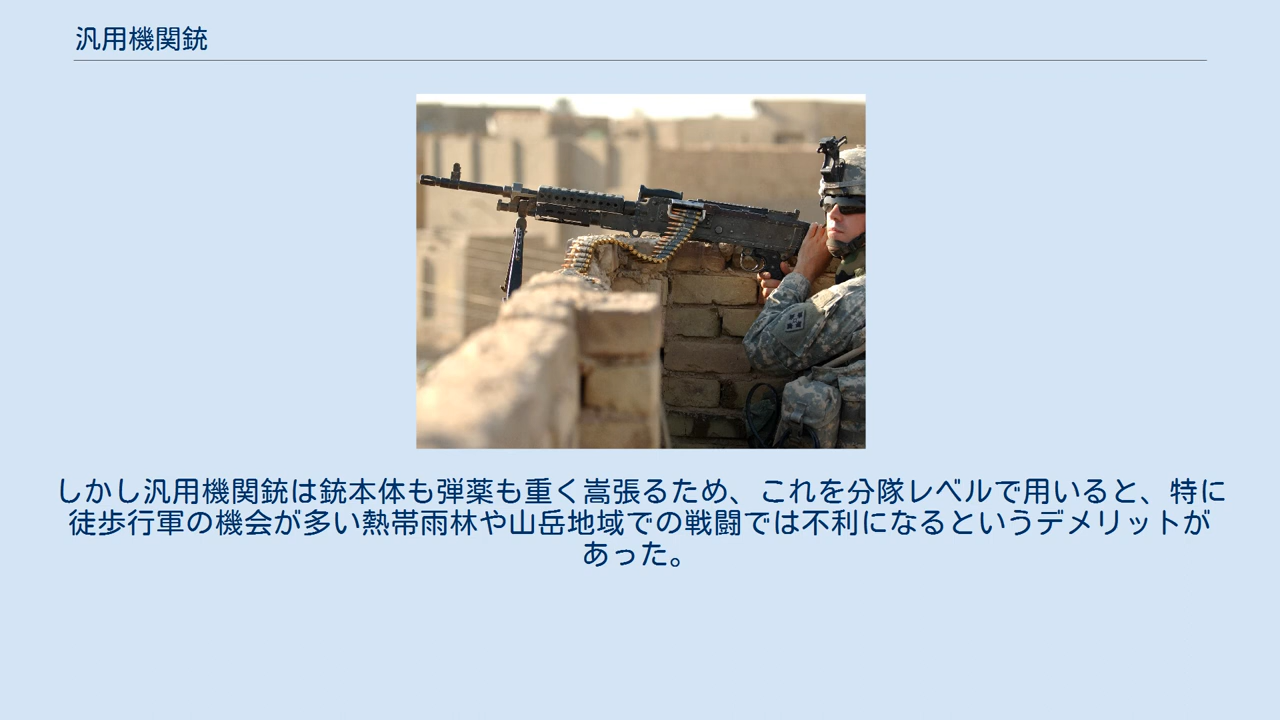 汎用機関銃
しかし汎用機関銃は銃本体も弾薬も重く嵩張るため、これを分隊レベルで用いると、特に
徒歩行軍の機会が多い熱帯雨林や山岳地域での戦闘では不利になるというデメリットが
あった。